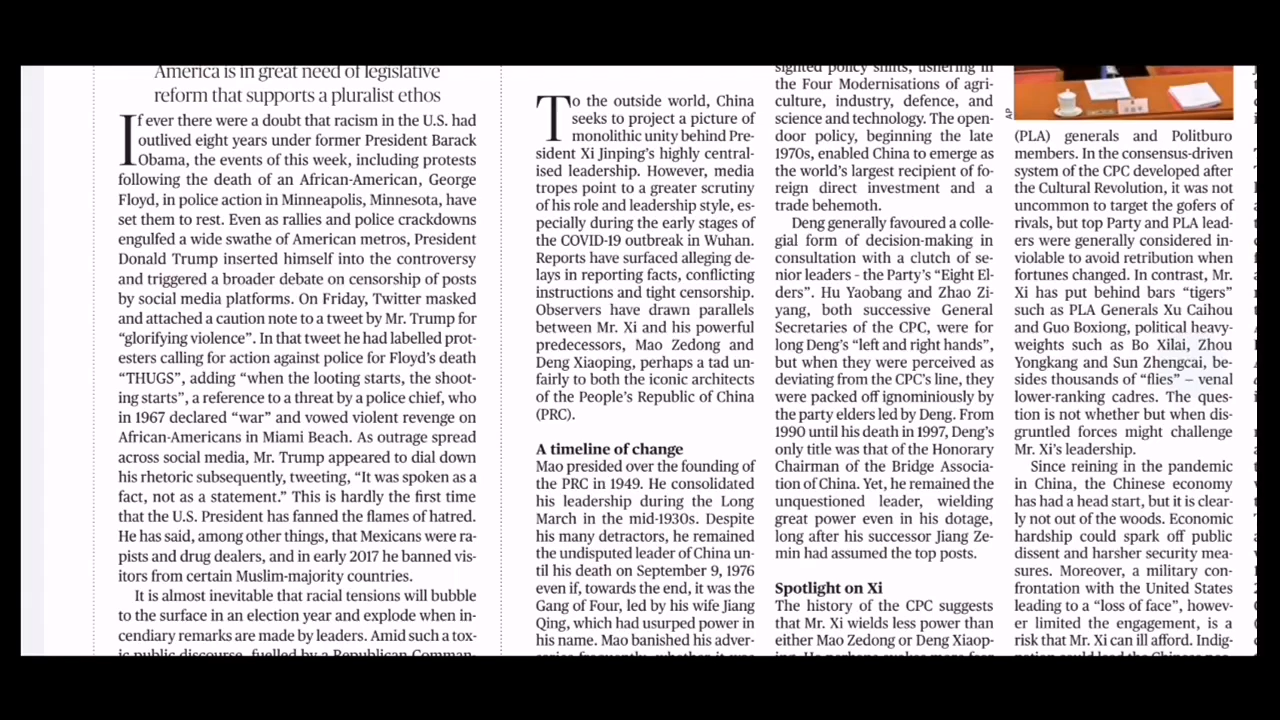 America is in great need of legislative
reform that supports a pluralist ethos
If ever there were a doubt that racism in the U.S. had
outlived eight years under former President Barack
Obama, the events of this week, including protests
following the death of an African-American, George
Floyd, in police action in Minneapolis, Minnesota, have
set them to rest. Even as rallies and police crackdowns
engulfed a wide swathe of American metros, President
Donald Trump inserted himself into the controversy
and triggered a broader debate on censorship of posts
by social media platforms. On Friday, Twitter masked
and attached a caution note to a tweet by Mr. Trump for
“glorifying violence”. In that tweet he had labelled prot-
esters calling for action against police for Floyd’s death
“THUGS”, adding “when the looting starts, the shoot-
ing starts”, a reference to a threat by a police chief, who
in 1967 declared “war” and vowed violent revenge on
African-Americans in Miami Beach. As outrage spread
across social media, Mr. Trump appeared to dial down
his rhetoric subsequently, tweeting, “It was spoken as a
fact, not as a statement.” This is hardly the first time
that the U.S. President has fanned the flames of hatred.
He has said, among other things, that Mexicans were ra-
pists and drug dealers, and in early 2017 he banned vis-
itors from certain Muslim-majority countries.
It is almost inevitable that racial tensions will bubble
to the surface in an election year and explode when in-
cendiary remarks are made by leaders. Amid such a tox-
ic public discourse, fuelled by a Republican Comman-
To the outside world, China
seeks to project a picture of
monolithic unity behind Pre-
sident Xi Jinping’s highly central-
ised leadership. However, media
tropes point to a greater scrutiny
of his role and leadership style, es-
pecially during the early stages of
the COVID-19 outbreak in Wuhan.
Reports have surfaced alleging de-
lays in reporting facts, conflicting
instructions and tight censorship.
Observers have drawn parallels
between Mr. Xi and his powerful
predecessors, Mao Zedong and
Deng Xiaoping, perhaps a tad un-
fairly to both the iconic architects
of the People’s Republic of China
(PRC).
A timeline of change
Mao presided over the founding of
the PRC in 1949. He consolidated
his leadership during the Long
March in the mid-1930s. Despite
his many detractors, he remained
the undisputed leader of China un-
til his death on September 9, 1976
even if, towards the end, it was the
Gang of Four, led by his wife Jiang
Qing, which had usurped power in
his name. Mao banished his adver-
saries frequently, whether it was
sighted policy shifts, ushering in
the Four Modernisations of agri-
culture, industry, defence, and
science and technology. The open-
door policy, beginning the late
1970s, enabled China to emerge as
the world’s largest recipient of fo-
reign direct investment and a
trade behemoth.
Deng generally favoured a colle-
gial form of decision-making in
consultation with a clutch of se-
nior leaders - the Party’s “Eight El-
ders”. Hu Yaobang and Zhao Zi-
yang, both successive General
Secretaries of the CPC, were for
long Deng’s “left and right hands”,
but when they were perceived as
deviating from the CPC’s line, they
were packed off ignominiously by
the party elders led by Deng. From
1990 until his death in 1997, Deng’s
only title was that of the Honorary
Chairman of the Bridge Associa-
tion of China. Yet, he remained the
unquestioned leader, wielding
great power even in his dotage,
long after his successor Jiang Ze-
min had assumed the top posts.
Spotlight on Xi
The history of the CPC suggests
that Mr. Xi wields less power than
either Mao Zedong or Deng Xiaop-
ing. He perhaps evokes more fear
AP
(PLA) generals and Politburo
members. In the consensus-driven
system of the CPC developed after
the Cultural Revolution, it was not
uncommon to target the gofers of
rivals, but top Party and PLA lead-
ers were generally considered in-
violable to avoid retribution when
fortunes changed. In contrast, Mr.
Xi has put behind bars “tigers”
such as PLA Generals Xu Caihou
and Guo Boxiong, political heavy-
weights such as Bo Xilai, Zhou
Yongkang and Sun Zhengcai, be-
sides thousands of “flies” – venal
lower-ranking cadres. The ques-
tion is not whether but when dis-
gruntled forces might challenge
Mr. Xi’s leadership.
Since reining in the pandemic
in China, the Chinese economy
has had a head start, but it is clear-
ly not out of the woods. Economic
hardship could spark off public
dissent and harsher security mea-
sures. Moreover, a military con-
frontation with the United States
leading to a “loss of face”, howev-
er limited the engagement, is a
risk that Mr. Xi can ill afford. Indig-